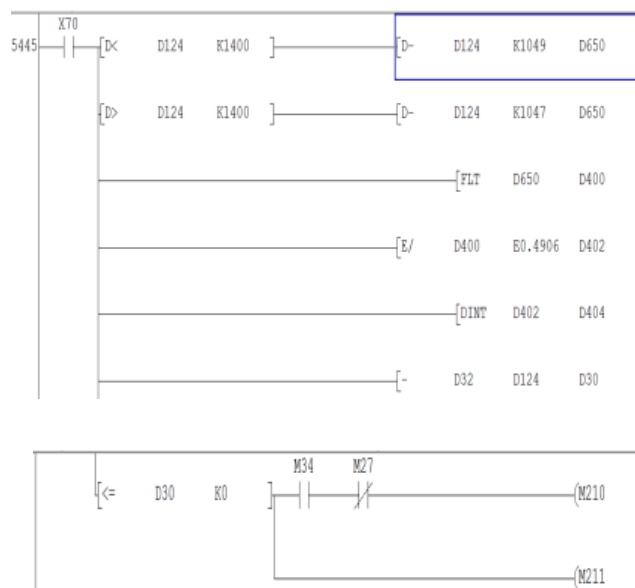 X70
5445 [D< D124 K1400 ] [D- D124 K1049 D650
[D> D124 K1400 ] [D- D124 K1047 D650
[FLT D650 D400
[E/ D400 E0.4906 D402
[DINT D402 D404
[- D32 D124 D30
M34 M27
[<= D30 K0 ] (M210
(M211